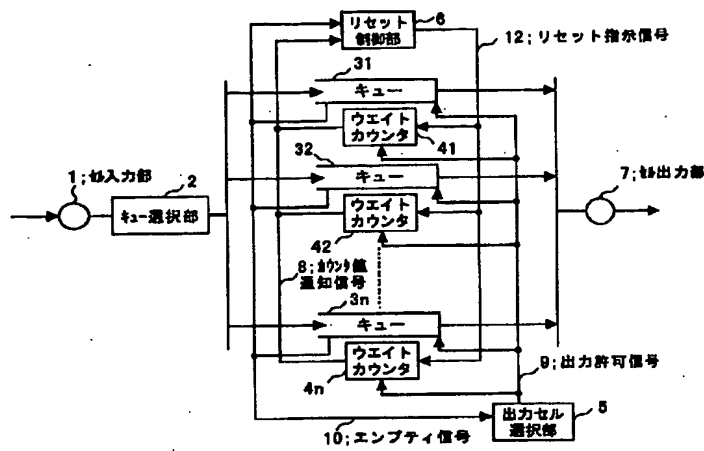 リセット
制御部
6
12;リセット指示信号
31
キュー
ウエイト
カウンタ
41
1;セル入力部
2
キュー選択部
32
キュー
7;セル出力部
ウエイト
カウンタ
42
8;カウンタ値
通知信号
3n
キュー
ウエイト
カウンタ
4n
9;出力許可信号
出力セル
選択部
5
10;エンプティ信号